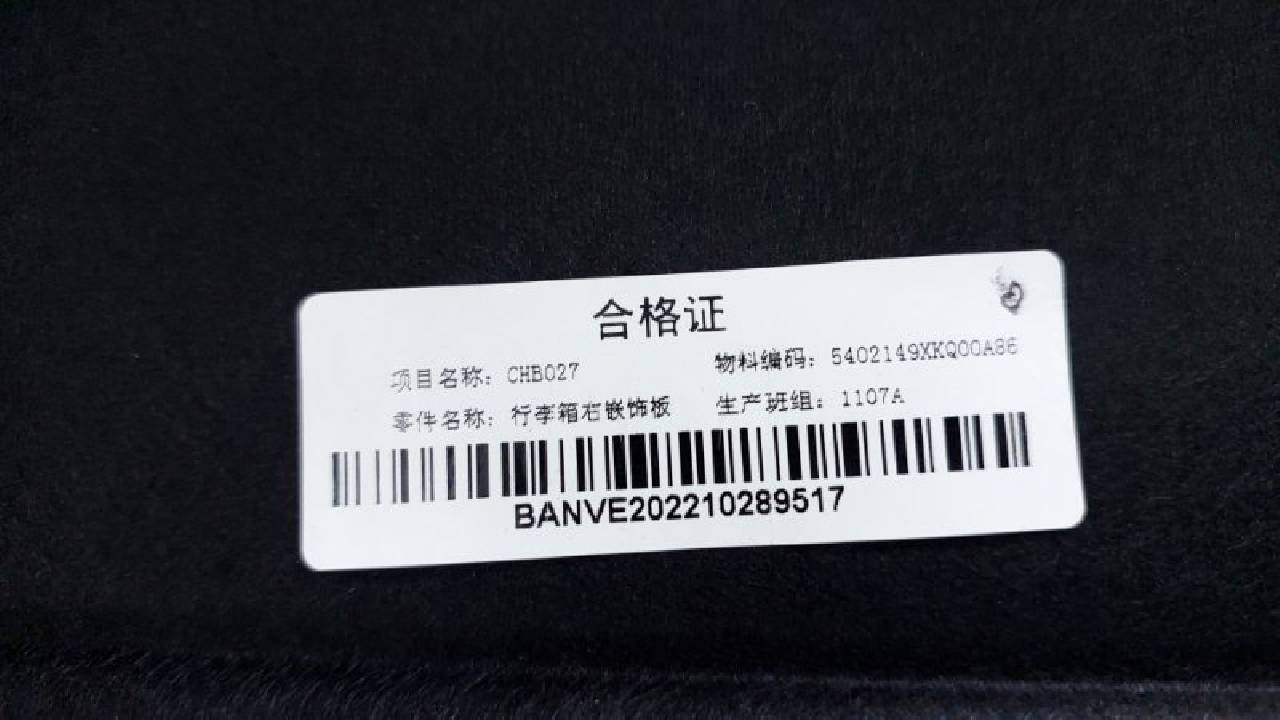 合格证
项目名称：CHB027 物料编码：5402149XKQ00A86
零件名称：行李箱右嵌饰板 生产班组：1107A
BANVE202210289517